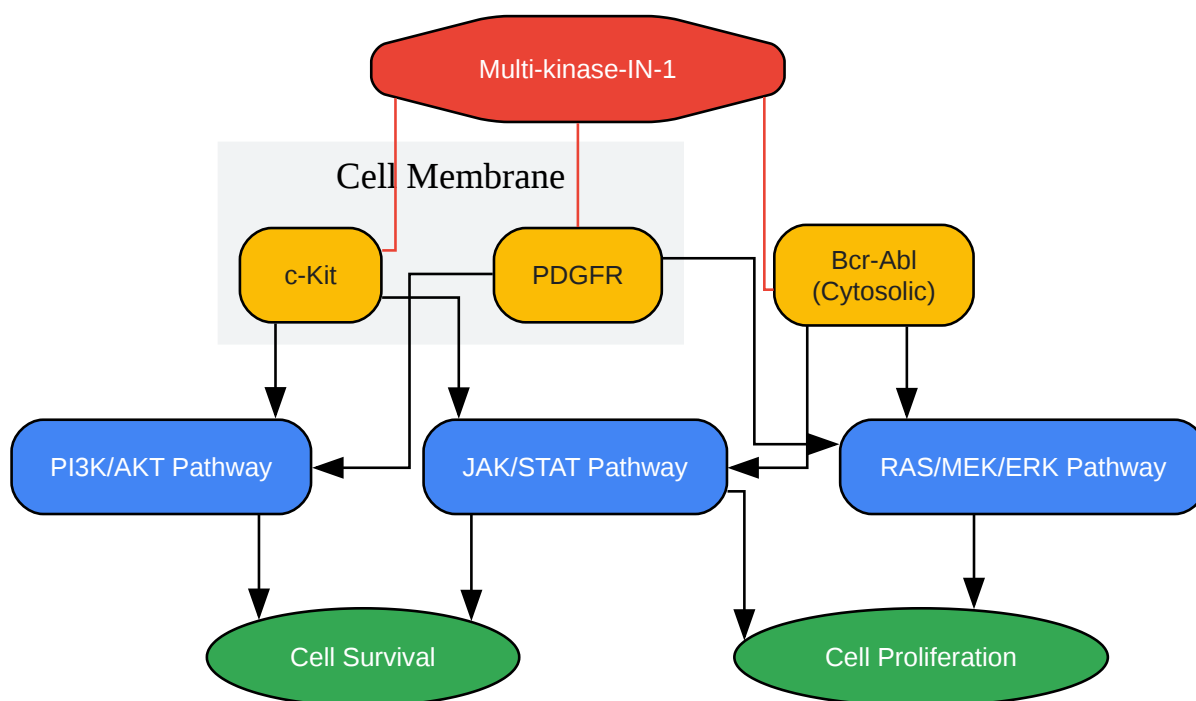 Multi-kinase-IN-1
Cell Membrane
c-Kit
PDGFR
Bcr-Abl
(Cytosolic)
PI3K/AKT Pathway
JAK/STAT Pathway
RAS/MEK/ERK Pathway
Cell Survival
Cell Proliferation